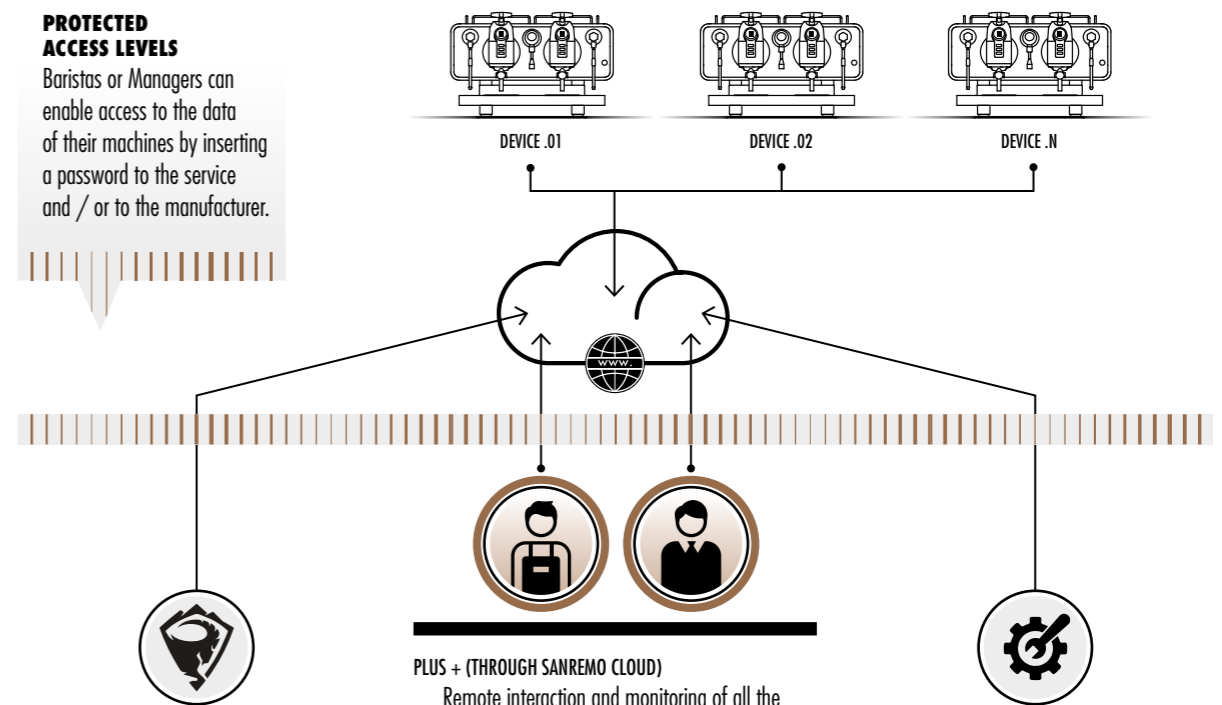 PROTECTED
ACCESS LEVELS
Baristas or Managers can
enable access to the data
of their machines by inserting
a password to the service
and / or to the manufacturer.
DEVICE .01
DEVICE .02
DEVICE .N
WWW.
PLUS + (THROUGH SANREMO CLOUD)
Remote interaction and monitoring of all the